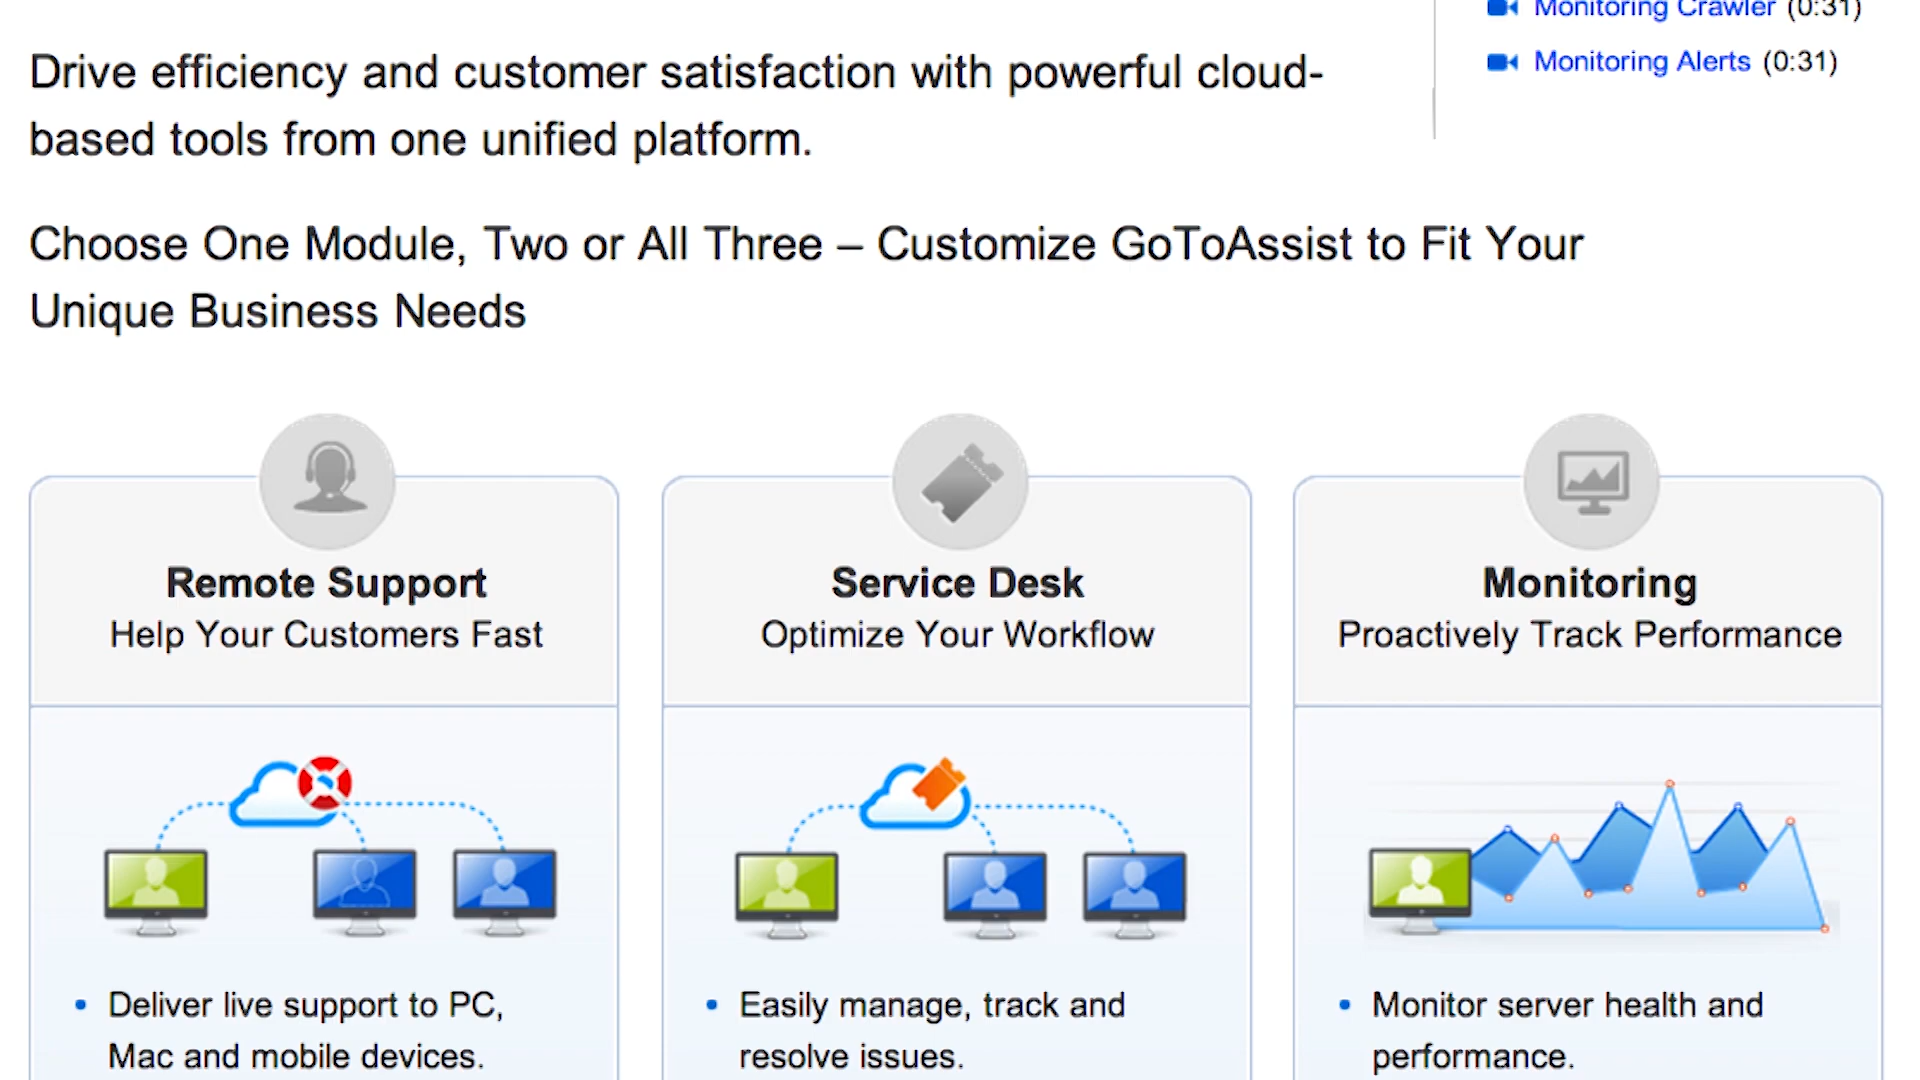 Monitoring Crawler (0:31)
Monitoring Alerts (0:31)
Drive efficiency and customer satisfaction with powerful cloud-
based tools from one unified platform.
Choose One Module, Two or All Three – Customize GoToAssist to Fit Your
Unique Business Needs
Remote Support
Help Your Customers Fast
Service Desk
Optimize Your Workflow
Monitoring
Proactively Track Performance
• Deliver live support to PC,
Mac and mobile devices.
• Easily manage, track and
resolve issues.
• Monitor server health and
performance.